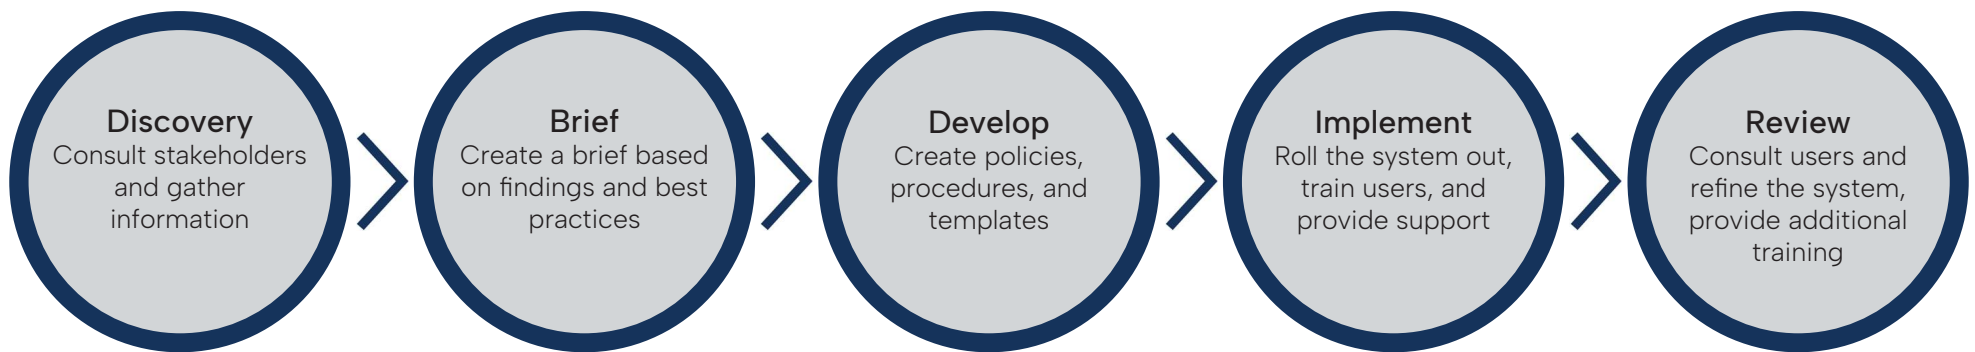 Discovery
Consult stakeholders
and gather
information
Brief
Create a brief based
on findings and best
practices
Develop
Create policies,
procedures, and
templates
Implement
Roll the system out,
train users, and
provide support
Review
Consult users and
refine the system,
provide additional
training